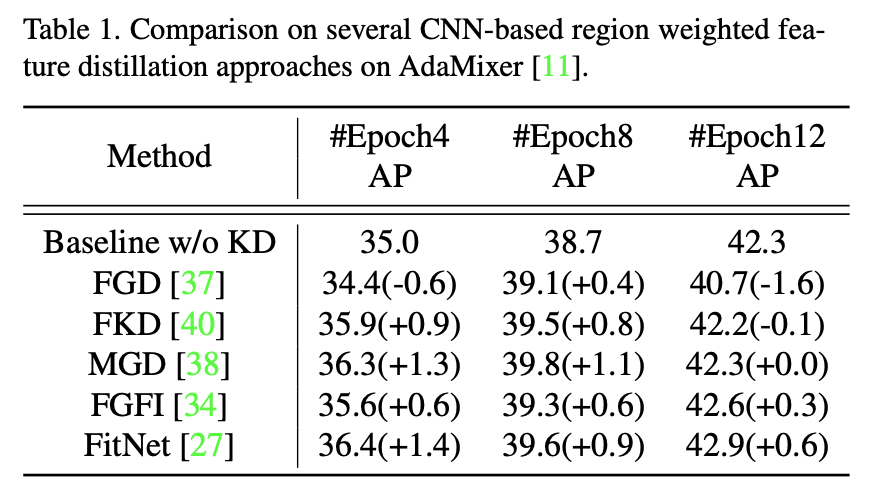 Table 1. Comparison on several CNN-based region weighted fea-
ture distillation approaches on AdaMixer [11].
Method #Epoch4 #Epoch8 #Epoch12
AP AP AP
Baseline w/o KD 35.0 38.7 42.3
FGD [37] 34.4(-0.6) 39.1(+0.4) 40.7(-1.6)
FKD [40] 35.9(+0.9) 39.5(+0.8) 42.2(-0.1)
MGD [38] 36.3(+1.3) 39.8(+1.1) 42.3(+0.0)
FGFI [34] 35.6(+0.6) 39.3(+0.6) 42.6(+0.3)
FitNet [27] 36.4(+1.4) 39.6(+0.9) 42.9(+0.6)